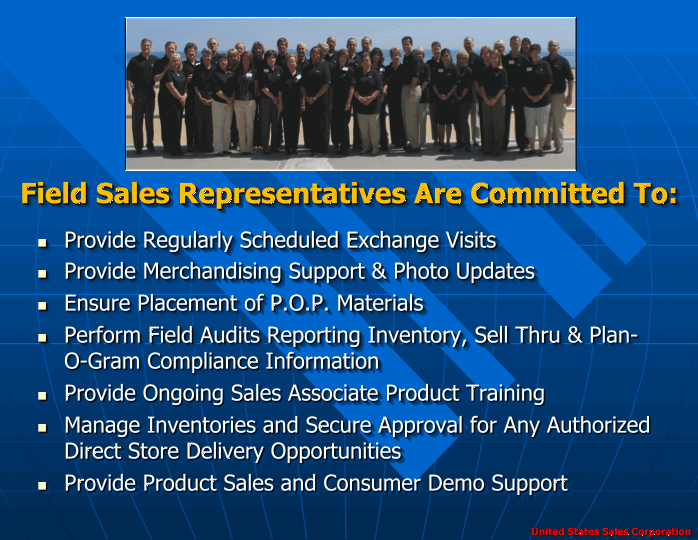 Field Sales Representatives Are Committed To:
Provide Regularly Scheduled Exchange Visits
Provide Merchandising Support & Photo Updates
Ensure Placement of P.O.P. Materials
Perform Field Audits Reporting Inventory, Sell Thru & Plan-
O-Gram Compliance Information
Provide Ongoing Sales Associate Product Training
Manage Inventories and Secure Approval for Any Authorized
Direct Store Delivery Opportunities
Provide Product Sales and Consumer Demo Support
United States Sales Corporation